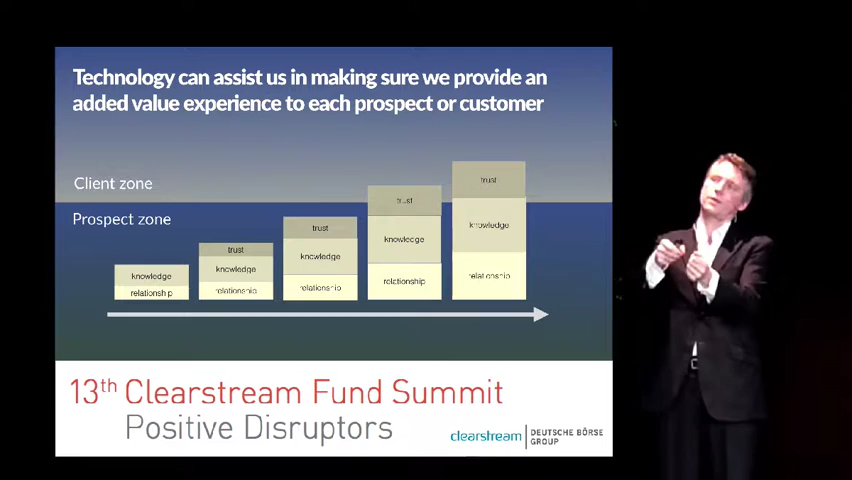 Technology can assist us in making sure we provide an
added value experience to each prospect or customer
Client zone
Prospect zone
knowledge
relationship
trust
knowledge
relationship
trust
knowledge
relationship
trust
knowledge
relationship
trust
knowledge
relationship
13th Clearstream Fund Summit
Positive Disruptors
clearstream
DEUTSCHE BÖRSE
GROUP